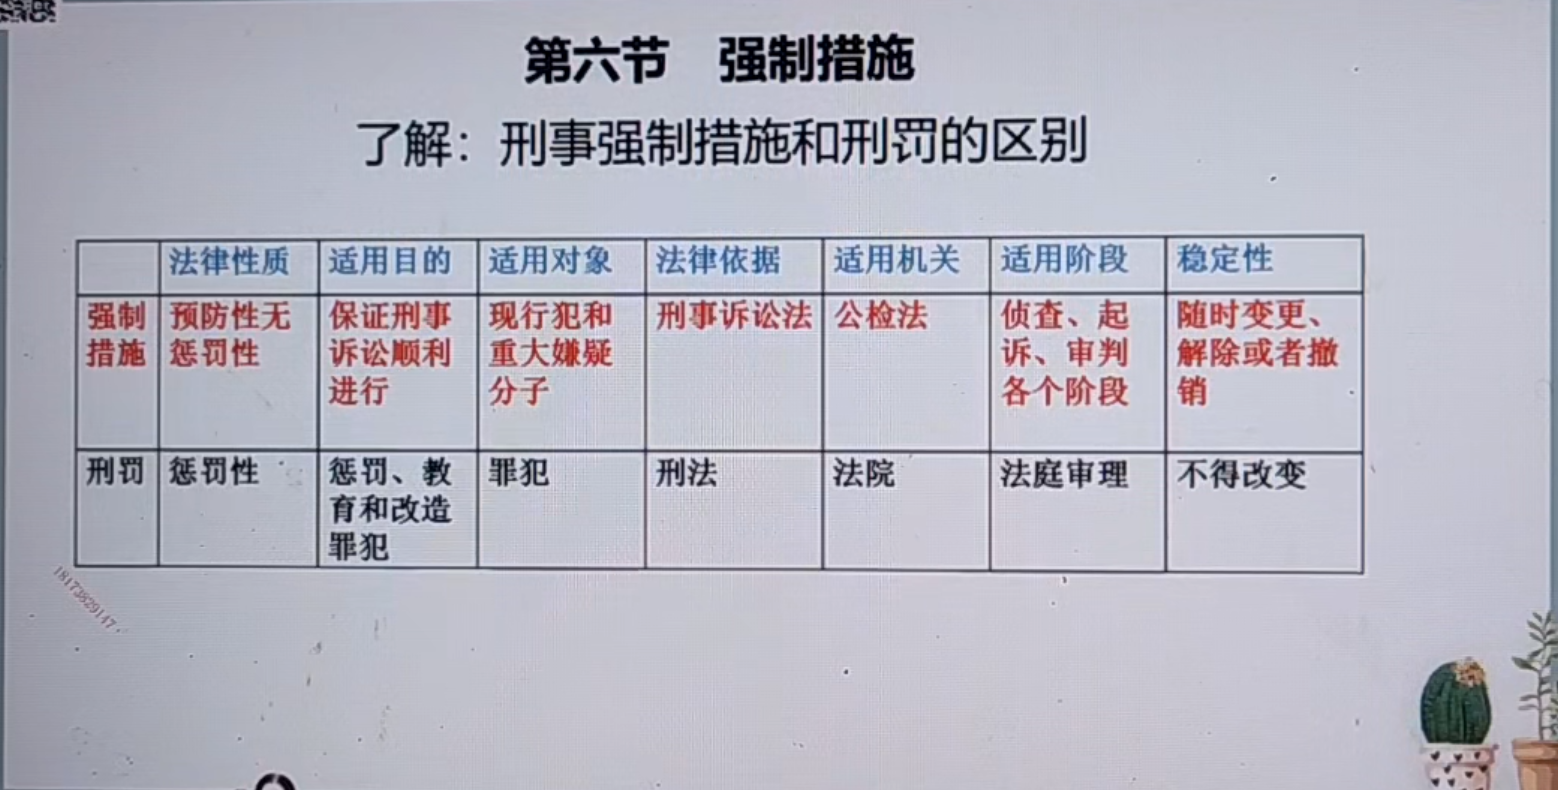 第六节 强制措施
了解：刑事强制措施和刑罚的区别
法律性质 适用目的 适用对象 法律依据 适用机关 适用阶段 稳定性
强制 预防性无 保证刑事 现行犯和 刑事诉讼法 公检法 侦查、起 随时变更、
措施 惩罚性 诉讼顺利 重大嫌疑 诉、审判 解除或者撤
进行 分子 各个阶段 销
刑罚 惩罚性 惩罚、教 罪犯 刑法 法院 法庭审理 不得改变
育和改造
罪犯
18173829147